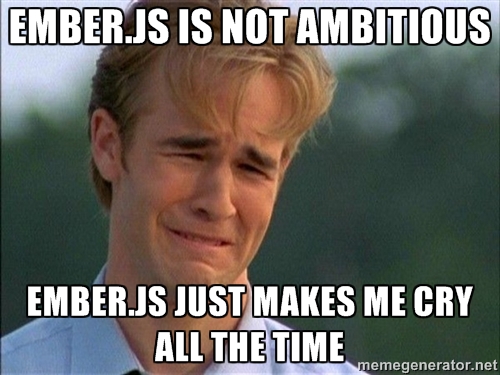 EMBER.JS IS NOT AMBITIOUS
EMBER.JS JUST MAKES ME CRY
ALL THE TIME
memegenerator.net